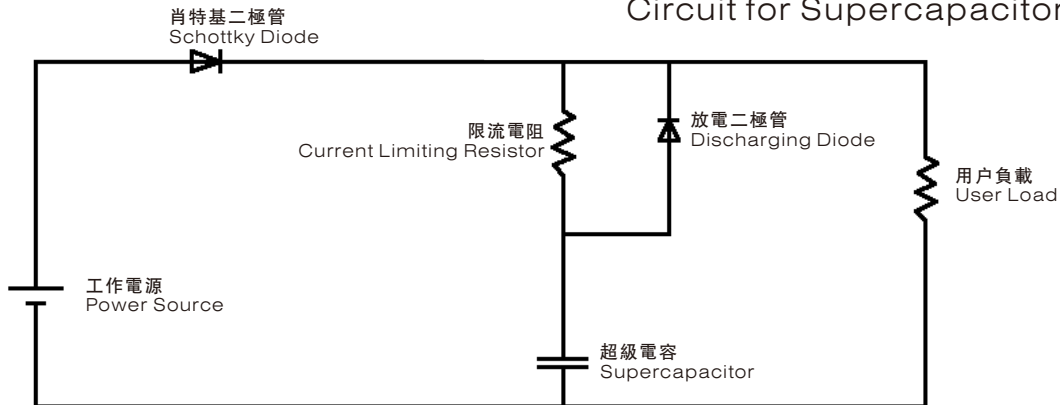 Circuit for Supercapacitor
肖特基二極管
Schottky Diode
限流電阻
Current Limiting Resistor
放電二極管
Discharging Diode
用户負載
User Load
工作電源
Power Source
超級電容
Supercapacitor